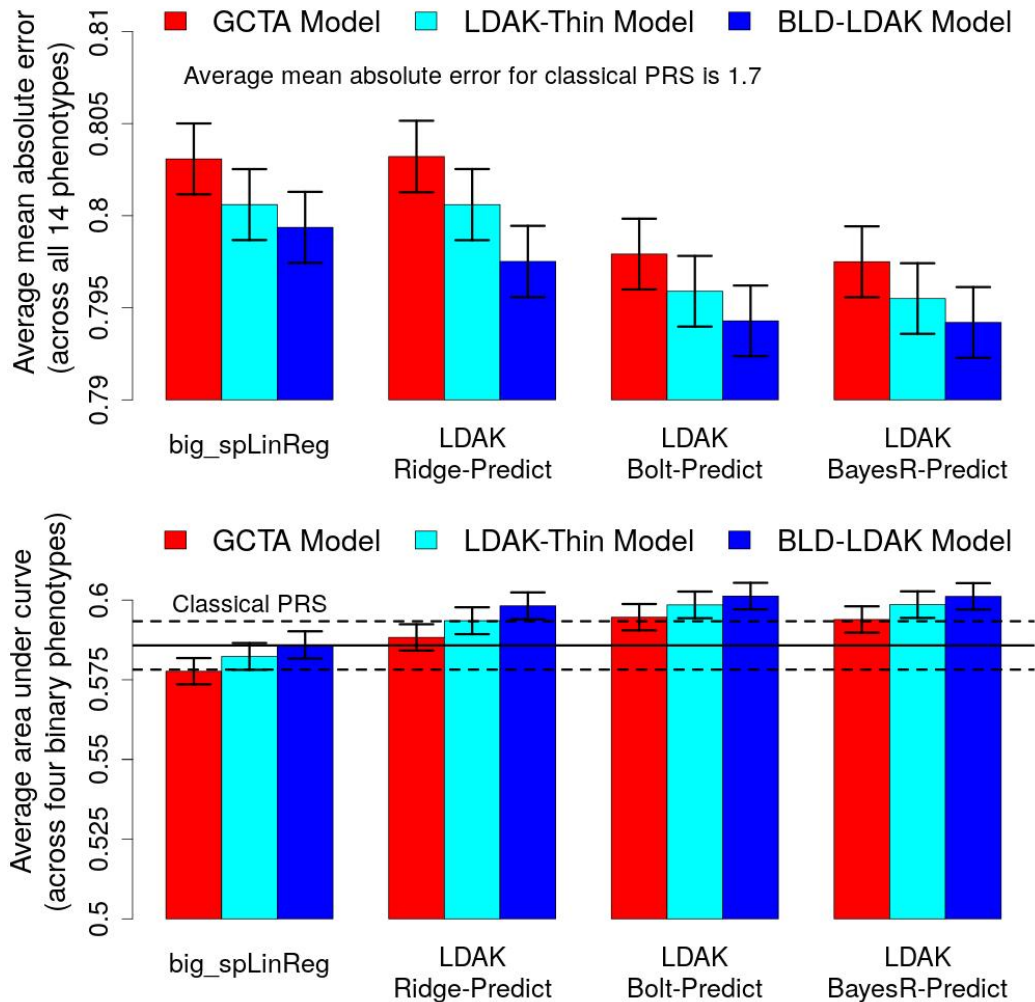 GCTA Model LDAK-Thin Model BLD-LDAK Model
Average mean absolute error for classical PRS is 1.7
Average mean absolute error
(across all 14 phenotypes)
0.81
0.805
0.8
0.795
0.79
big_spLinReg
LDAK
Ridge-Predict
LDAK
Bolt-Predict
LDAK
BayesR-Predict
GCTA Model LDAK-Thin Model BLD-LDAK Model
Classical PRS
Average area under curve
(across four binary phenotypes)
0.6
0.575
0.55
0.525
0.5
big_spLinReg
LDAK
Ridge-Predict
LDAK
Bolt-Predict
LDAK
BayesR-Predict